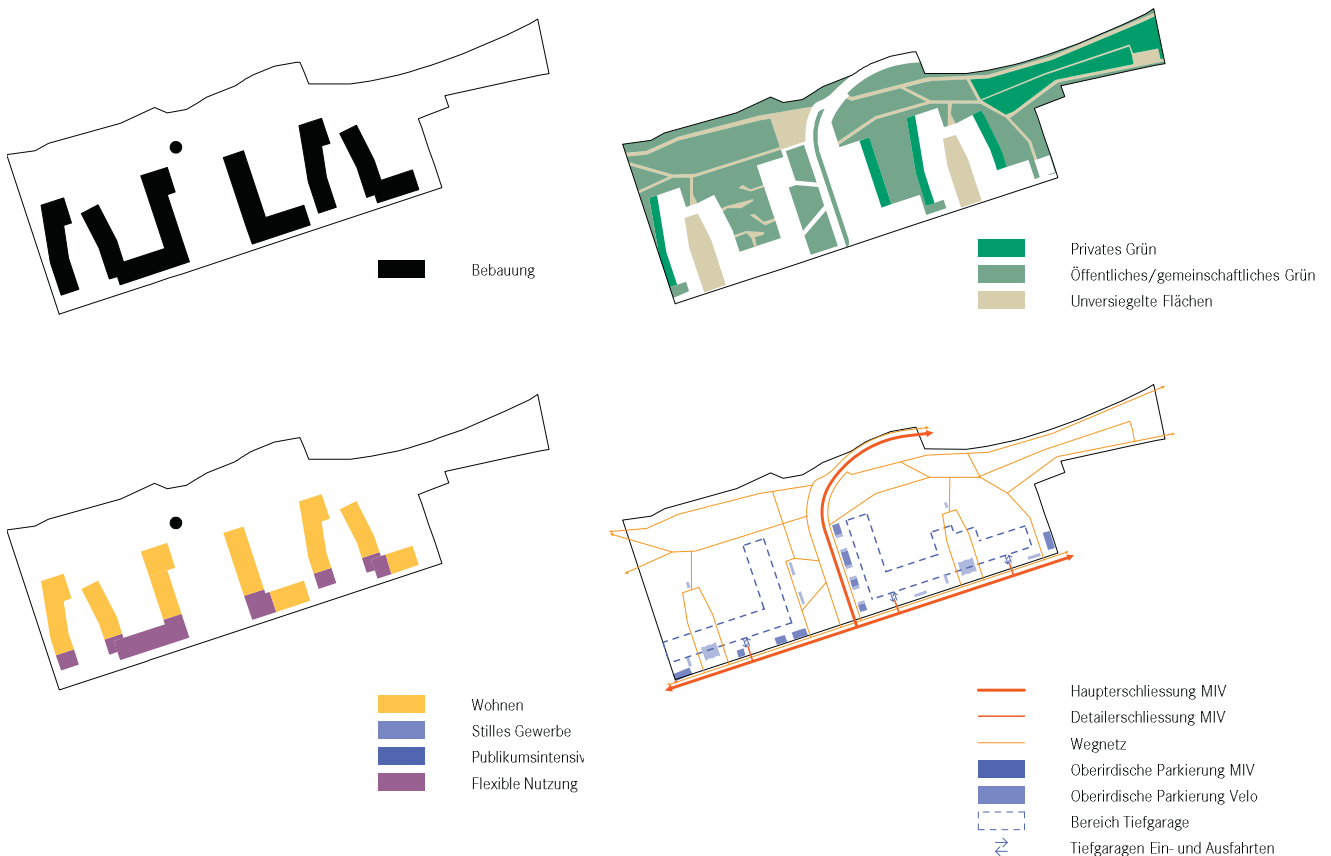 Bebauung
Privates Grün
Öffentliches/gemeinschaftliches Grün
Unversiegelte Flächen
Wohnen
Stilles Gewerbe
Publikumsintensiv
Flexible Nutzung
Haupterschliessung MIV
Detailerschliessung MIV
Wegnetz
Oberirdische Parkierung MIV
Oberirdische Parkierung Velo
Bereich Tiefgarage
Tiefgaragen Ein- und Ausfahrten